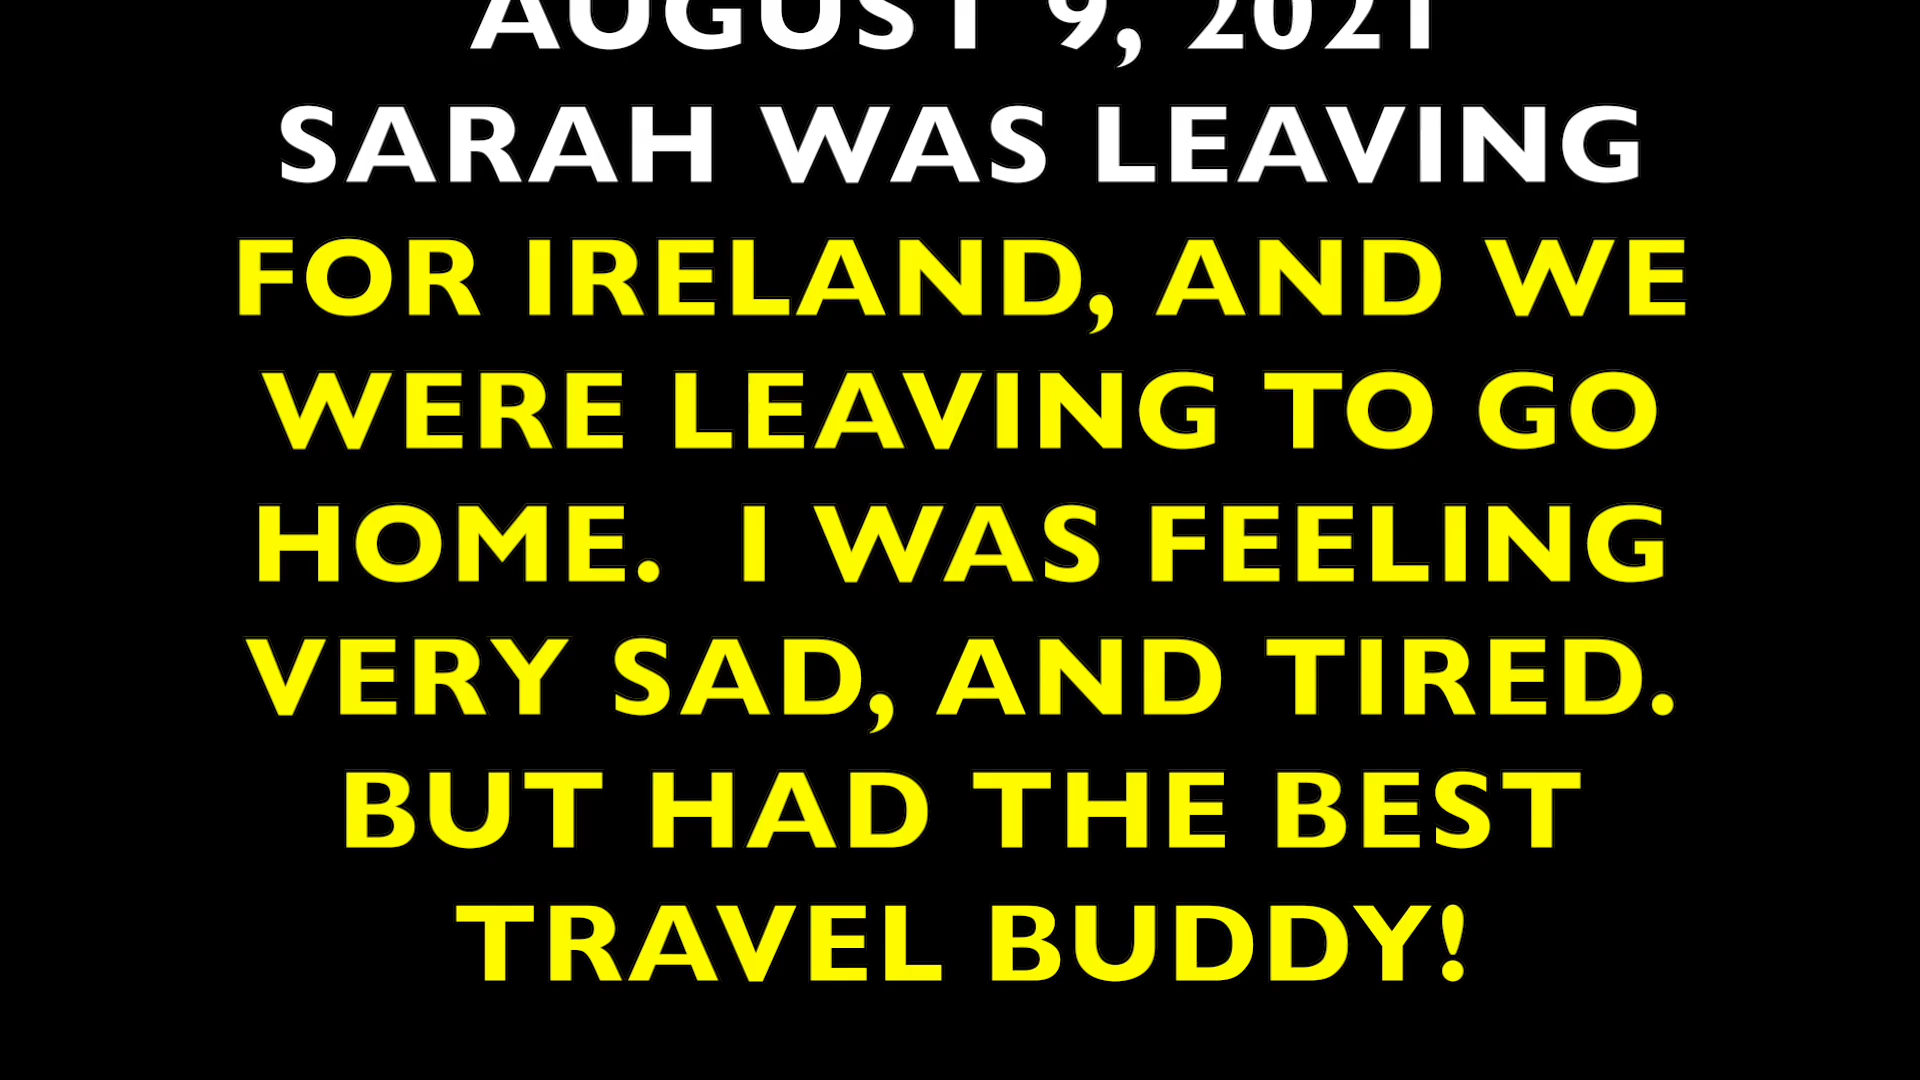 AUGUST 9, 2021
SARAH WAS LEAVING
FOR IRELAND, AND WE
WERE LEAVING TO GO
HOME.  I WAS FEELING
VERY SAD, AND TIRED.
BUT HAD THE BEST
TRAVEL BUDDY!